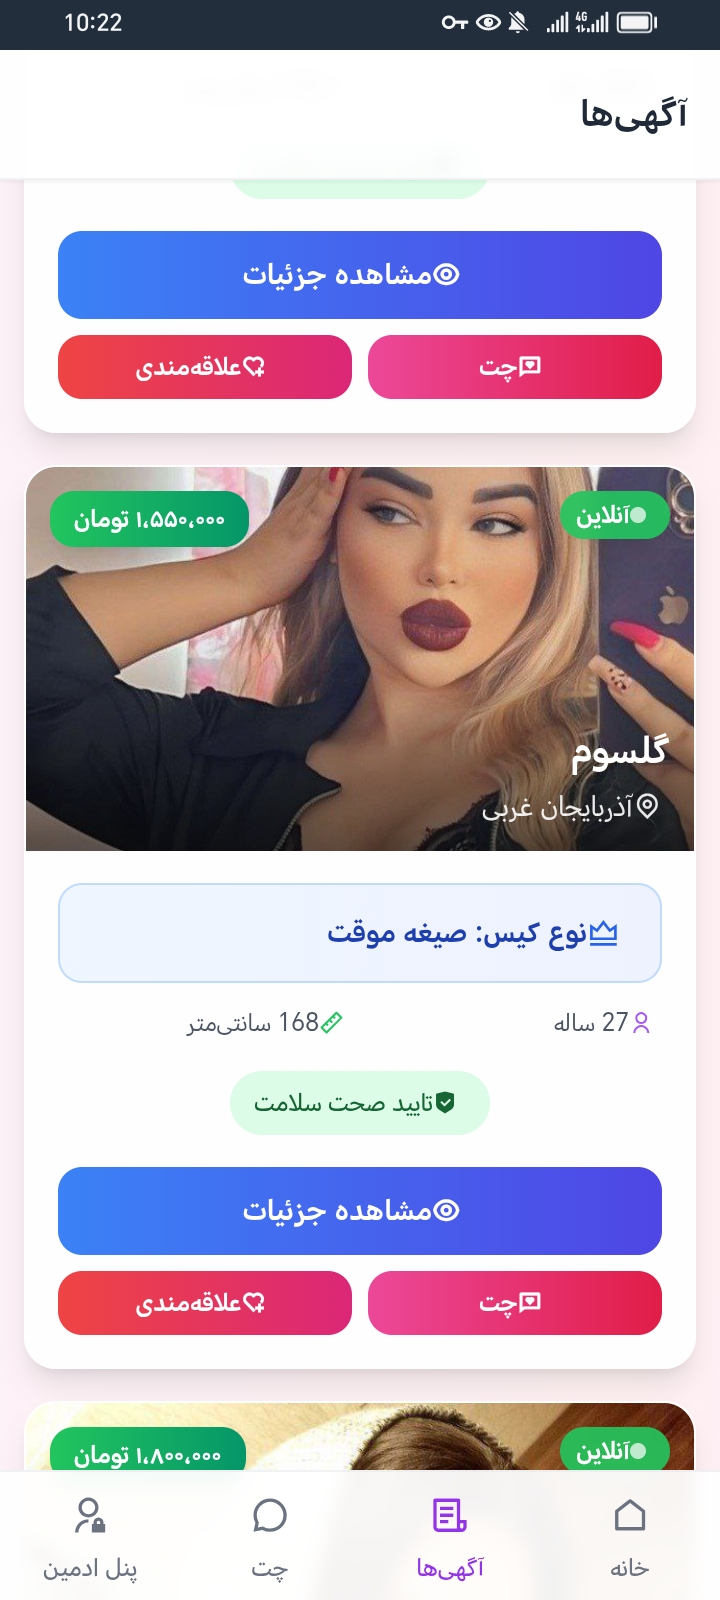 10:22
4G
آگهی‌ها
مشاهده جزئیات
چت
علاقه‌مندی
آنلاین
۱،۵۵۰،۰۰۰ تومان
گلسوم
آذربایجان غربی
نوع کیس: صیغه موقت
27 ساله
168 سانتی‌متر
تایید صحت سلامت
مشاهده جزئیات
چت
علاقه‌مندی
آنلاین
۱،۸۰۰،۰۰۰ تومان
خانه
آگهی‌ها
چت
پنل ادمین